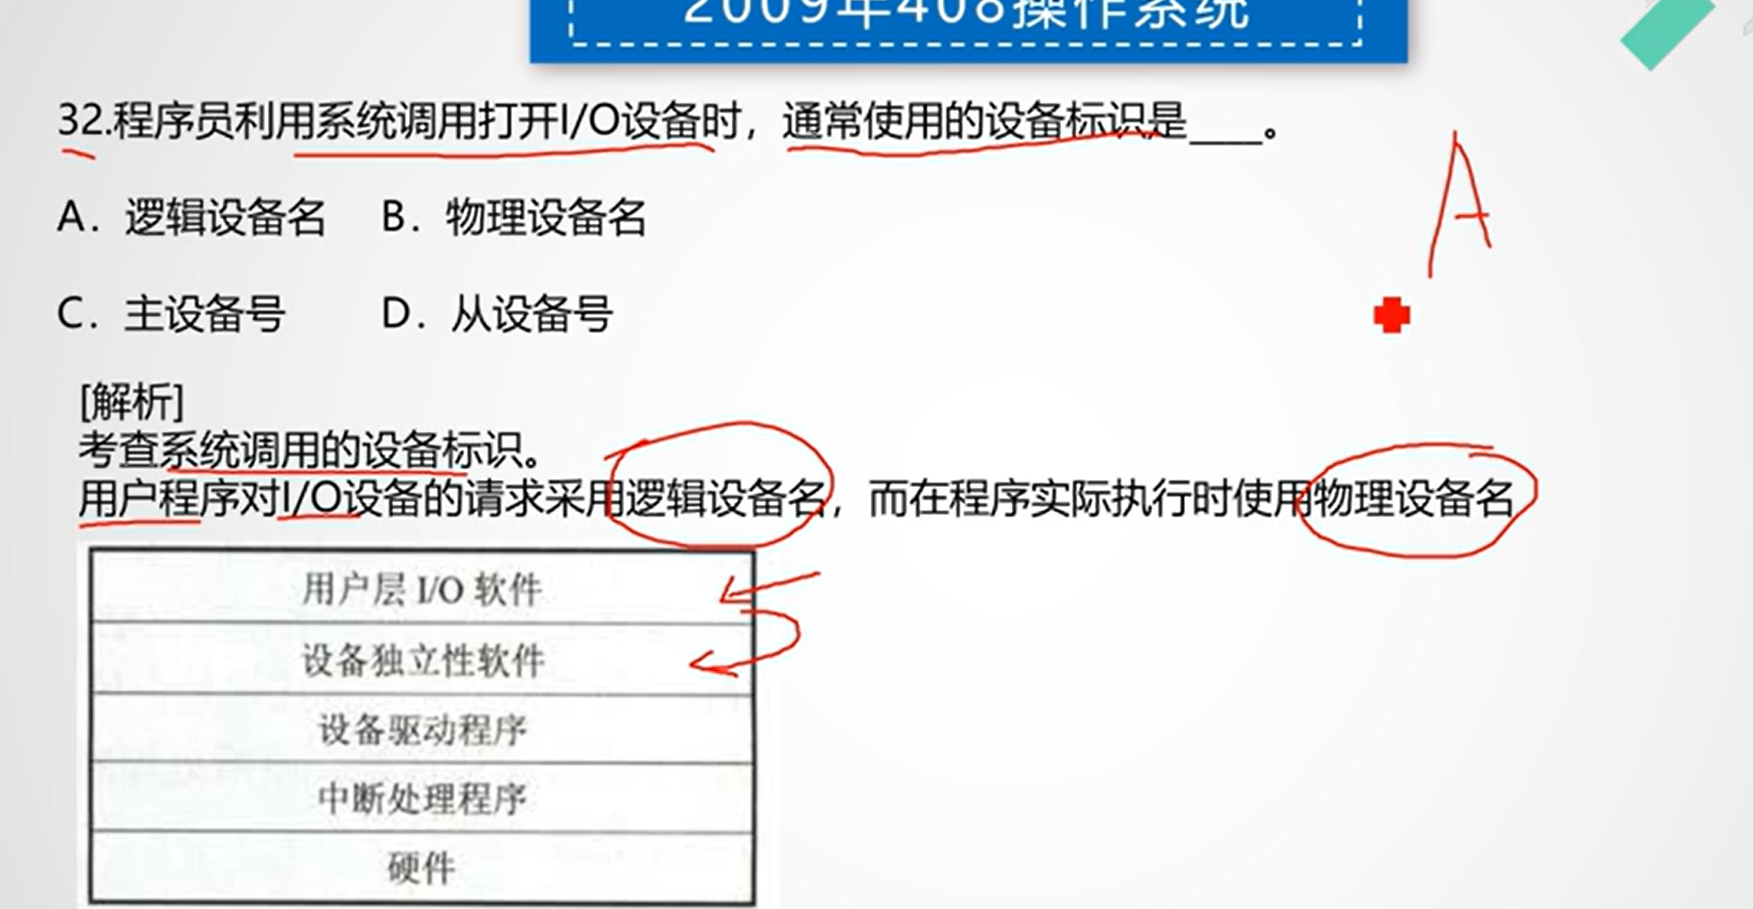 2009年408操作系统
32.程序员利用系统调用打开I/O设备时，通常使用的设备标识是____。
A
A．逻辑设备名 B．物理设备名
C．主设备号 D．从设备号
[解析]
考查系统调用的设备标识。
用户程序对I/O设备的请求采用逻辑设备名，而在程序实际执行时使用物理设备名
用户层 I/O 软件
设备独立性软件
设备驱动程序
中断处理程序
硬件